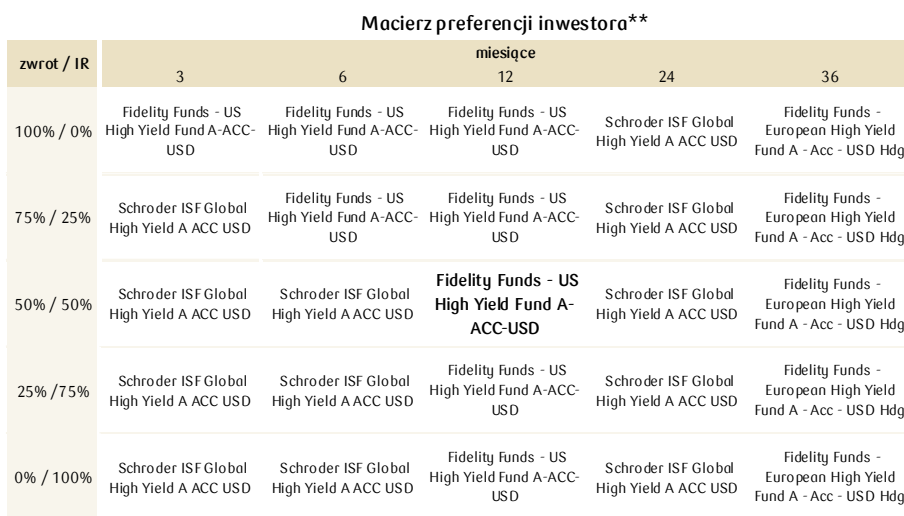 Macierz preferencji inwestora**
zwrot / IR
miesiące
3 6 12 24 36
100% / 0%
Fidelity Funds - US
High Yield Fund A-ACC-
USD
Fidelity Funds - US
High Yield Fund A-ACC-
USD
Fidelity Funds - US
High Yield Fund A-ACC-
USD
Schroder ISF Global
High Yield A ACC USD
Fidelity Funds -
European High Yield
Fund A - Acc - USD Hdg
75% / 25%
Schroder ISF Global
High Yield A ACC USD
Fidelity Funds - US
High Yield Fund A-ACC-
USD
Fidelity Funds - US
High Yield Fund A-ACC-
USD
Schroder ISF Global
High Yield A ACC USD
Fidelity Funds -
European High Yield
Fund A - Acc - USD Hdg
50% / 50%
Schroder ISF Global
High Yield A ACC USD
Schroder ISF Global
High Yield A ACC USD
Fidelity Funds - US
High Yield Fund A-
ACC-USD
Schroder ISF Global
High Yield A ACC USD
Fidelity Funds -
European High Yield
Fund A - Acc - USD Hdg
25% /75%
Schroder ISF Global
High Yield A ACC USD
Schroder ISF Global
High Yield A ACC USD
Fidelity Funds - US
High Yield Fund A-ACC-
USD
Schroder ISF Global
High Yield A ACC USD
Fidelity Funds -
European High Yield
Fund A - Acc - USD Hdg
0% / 100%
Schroder ISF Global
High Yield A ACC USD
Schroder ISF Global
High Yield A ACC USD
Fidelity Funds - US
High Yield Fund A-ACC-
USD
Schroder ISF Global
High Yield A ACC USD
Fidelity Funds -
European High Yield
Fund A - Acc - USD Hdg